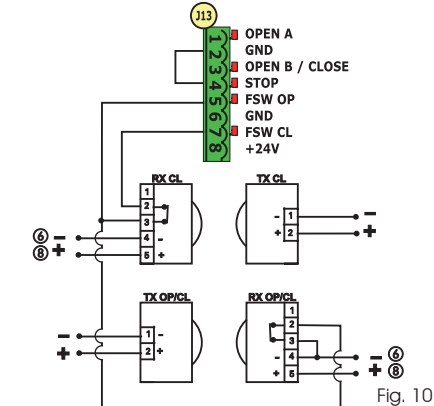 J13
1 OPEN A
2 GND
3 OPEN B / CLOSE
4 STOP
5 FSW OP
6 GND
7 FSW CL
8 +24V
RX CL
1
2
3
4 -
5 +
6 -
8 +
TX CL
- 1 -
+ 2 +
TX OP/CL
- 1 -
+ 2 +
RX OP/CL
1
2
3
- 4 - 6
+ 5 + 8
Fig. 10